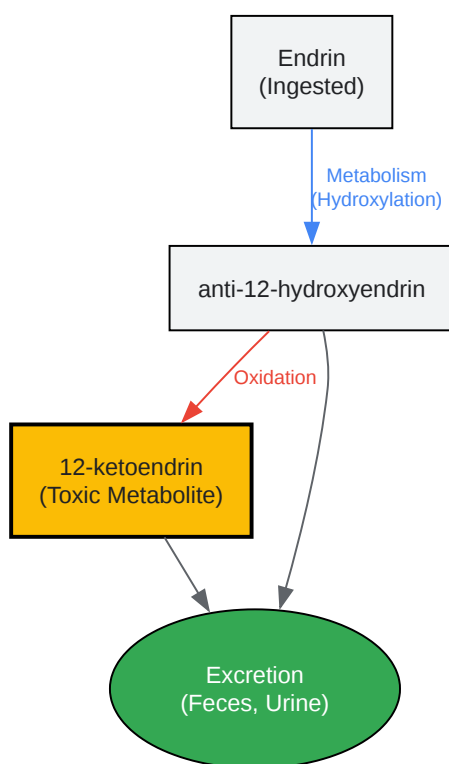 Endrin
(Ingested)
Metabolism
(Hydroxylation)
anti-12-hydroxyendrin
Oxidation
12-ketoendrin
(Toxic Metabolite)
Excretion
(Feces, Urine)